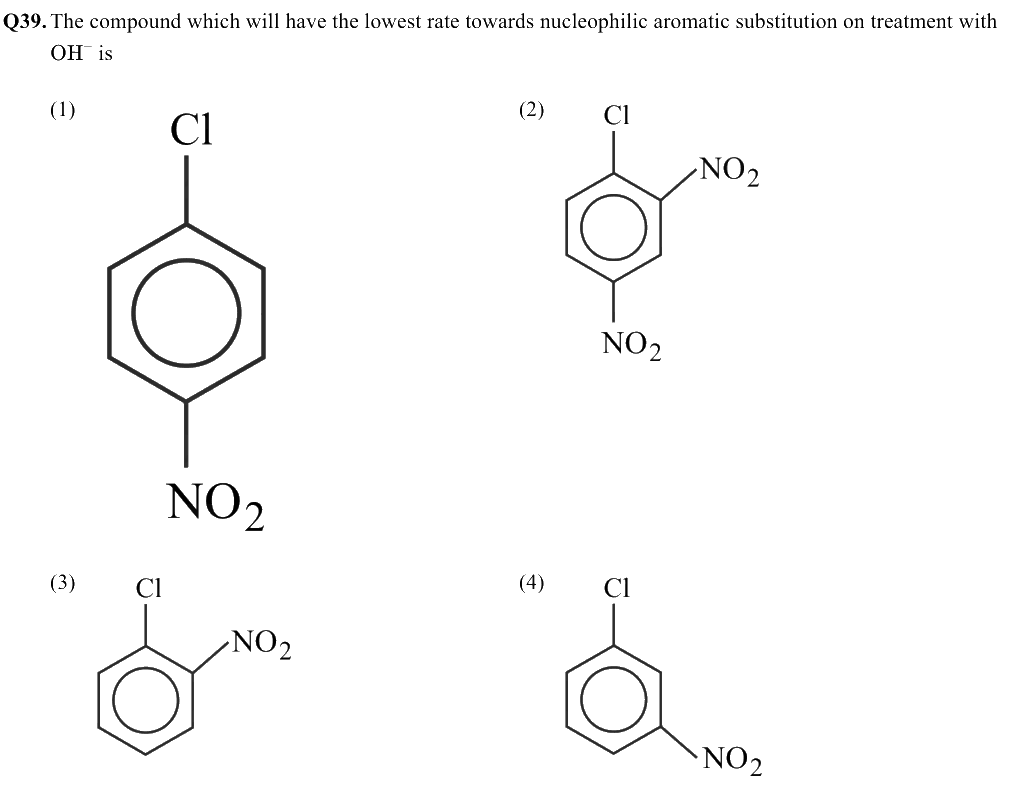 Q39. The compound which will have the lowest rate towards nucleophilic aromatic substitution on treatment with
OH⁻ is
(1)
Cl
NO₂
(2)
Cl
NO₂
NO₂
(3)
Cl
NO₂
(4)
Cl
NO₂